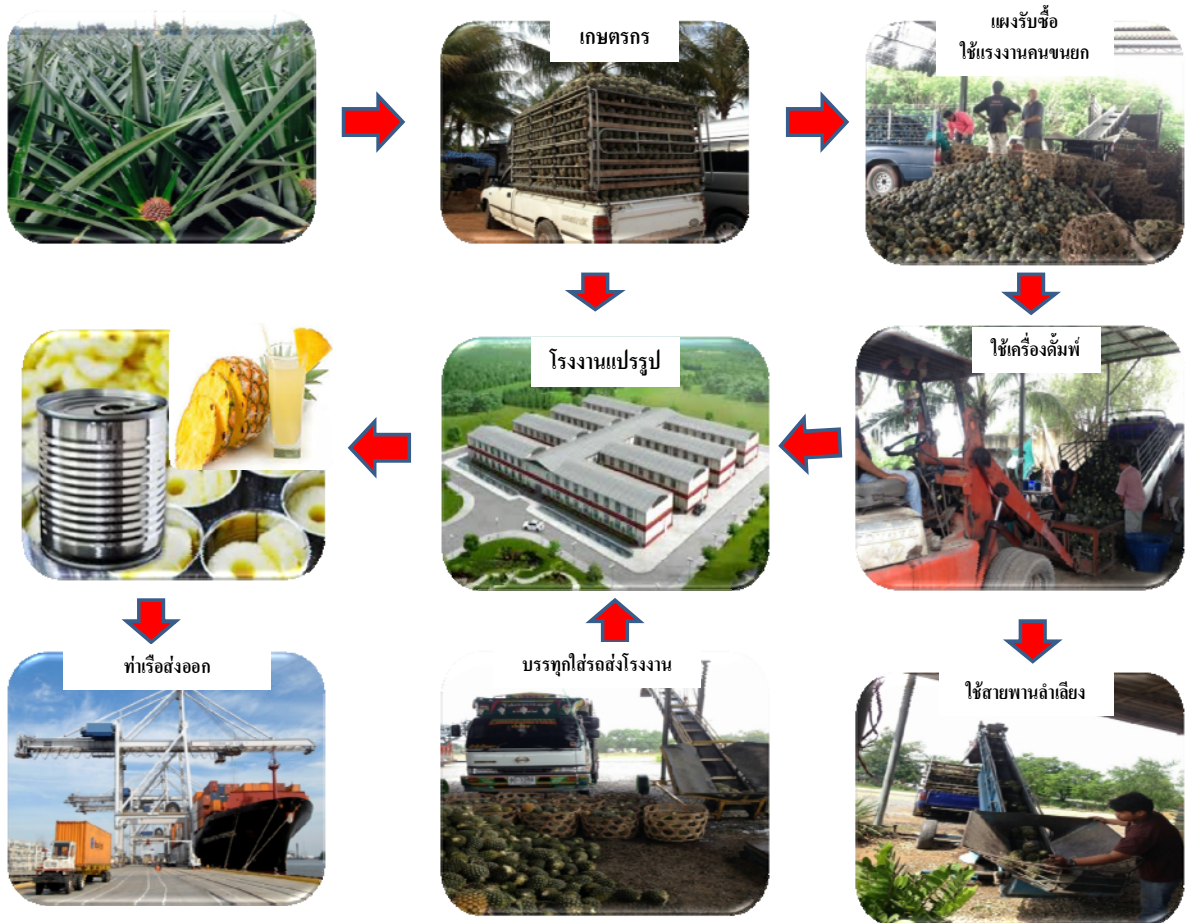 เกษตรกร
แผงรับซื้อ
ใช้แรงงานคนขนยก
โรงงานแปรรูป
ใช้เครื่องดั้มพ์
ท่าเรือส่งออก
บรรทุกใส่รถส่งโรงงาน
ใช้สายพานลำเลียง